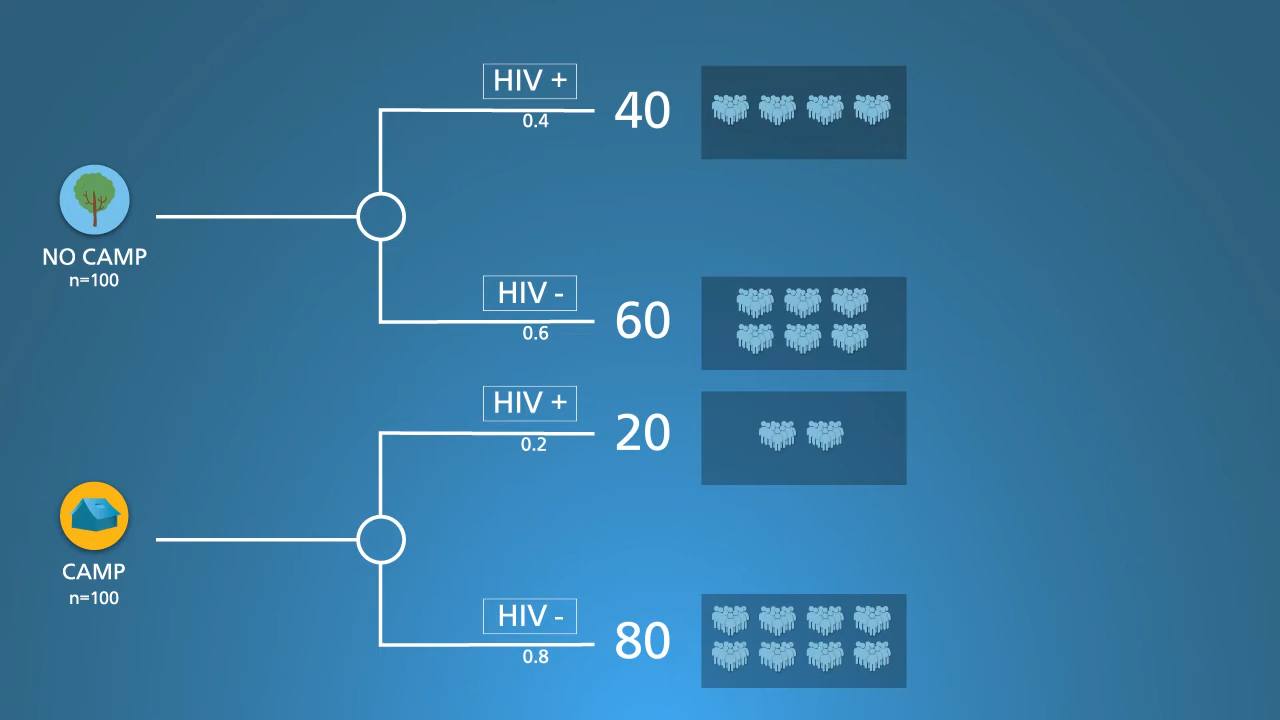 HIV +
0.4
40
NO CAMP
n=100
HIV -
0.6
60
HIV +
0.2
20
CAMP
n=100
HIV -
0.8
80